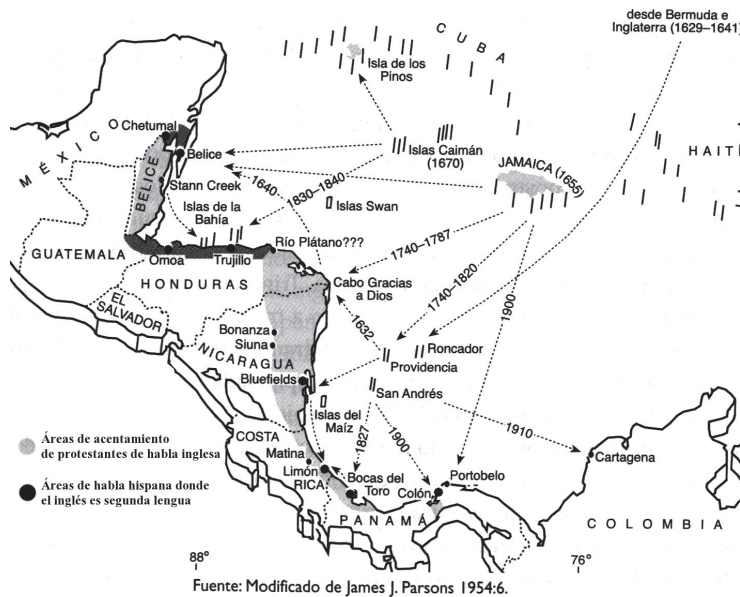 desde Bermuda e
Inglaterra (1629–1641)
CUBA
Isla de los
Pinos
MÉXICO
Chetumal
Belice
BELICE
Stann Creek
Islas Caimán
(1670)
JAMAICA (1655)
HAITÍ
1640
1830–1840
Islas de la
Bahía
Islas Swan
Río Plátano???
GUATEMALA
Omoa
Trujillo
1740–1787
HONDURAS
Cabo Gracias
a Dios
1740–1820
1900
EL
SALVADOR
1632
Bonanza
Siuna
Roncador
Providencia
NICARAGUA
Bluefields
San Andrés
Islas del
Maíz
1827
1900
1910
COSTA
RICA
Matina
Limón
Bocas del
Toro
Colón
Portobelo
Cartagena
PANAMÁ
COLOMBIA
Áreas de acentamiento
de protestantes de habla inglesa
Áreas de habla hispana donde
el inglés es segunda lengua
88°
76°
Fuente: Modificado de James J. Parsons 1954:6.